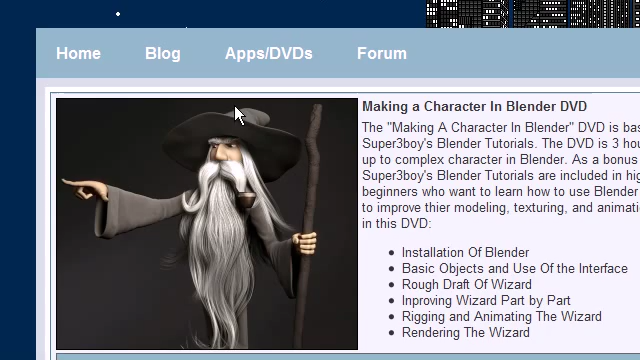 Home Blog Apps/DVDs Forum
Making a Character In Blender DVD
The "Making A Character In Blender" DVD is
Super3boy's Blender Tutorials. The DVD is 3
up to complex character in Blender. As a bonus
Super3boy's Blender Tutorials are included in
beginners who want to learn how to use Blender
to improve thier modeling, texturing, and
in this DVD:
• Installation Of Blender
• Basic Objects and Use Of the Interface
• Rough Draft Of Wizard
• Inproving Wizard Part by Part
• Rigging and Animating The Wizard
• Rendering The Wizard